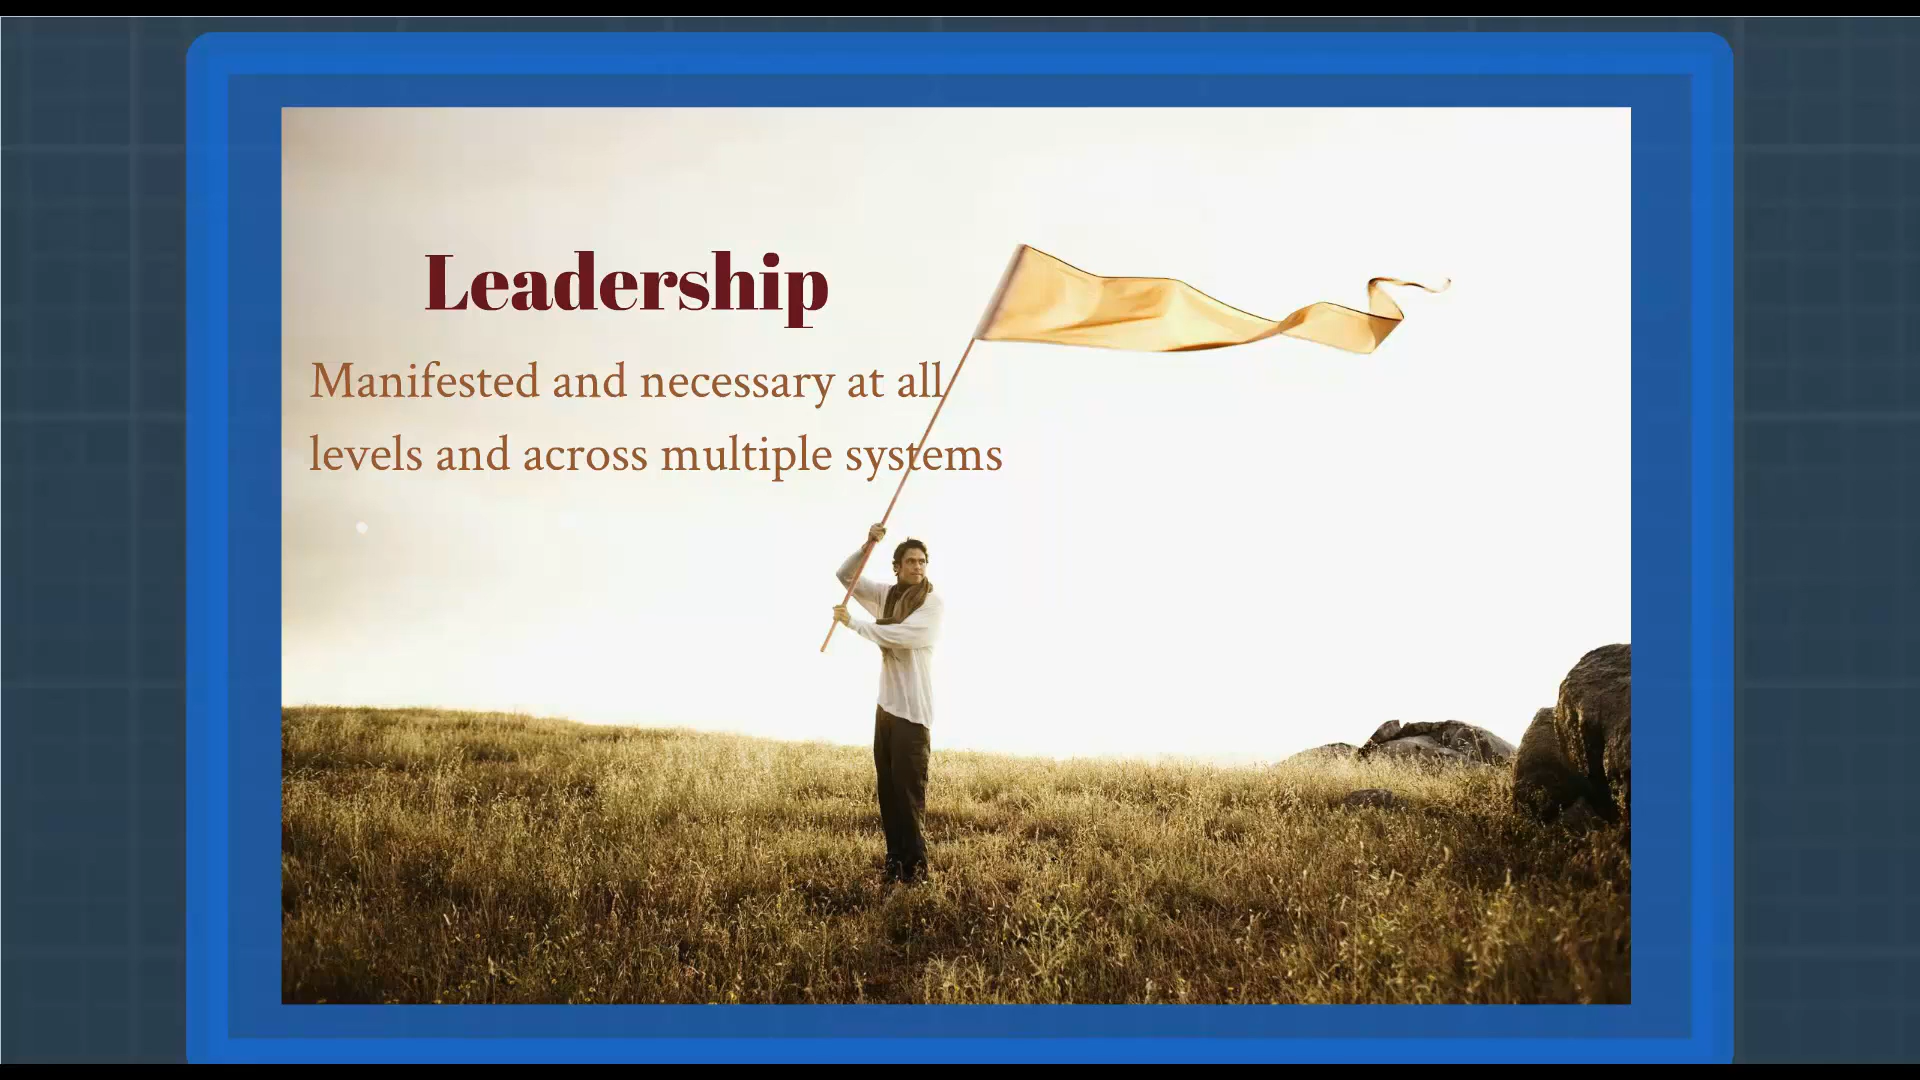 Leadership
Manifested and necessary at all
levels and across multiple systems